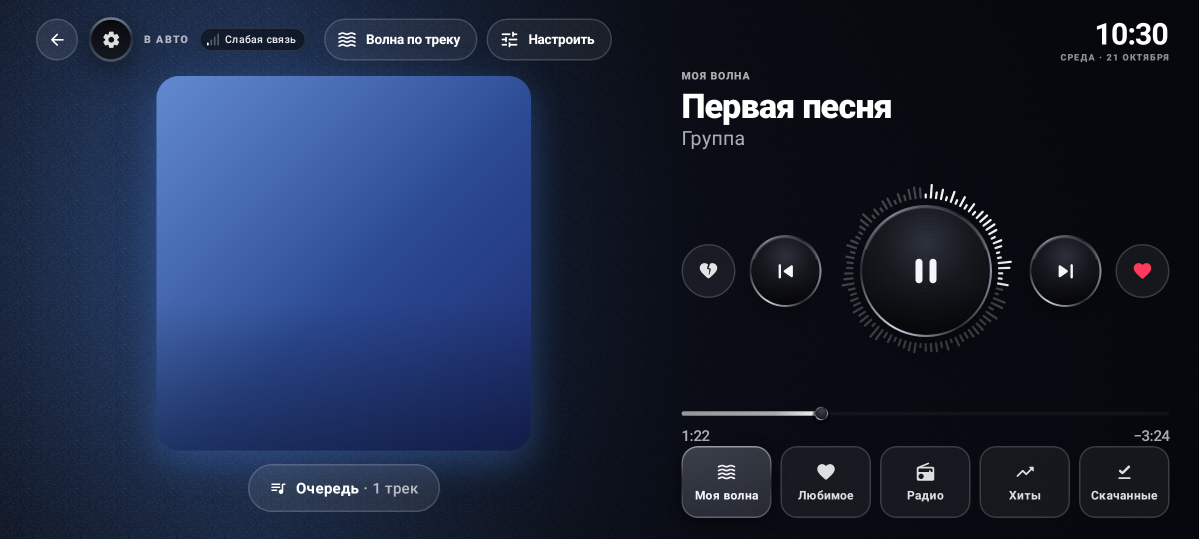 В АВТО
Слабая связь
Волна по треку
Настроить
10:30
СРЕДА · 21 ОКТЯБРЯ
МОЯ ВОЛНА
Первая песня
Группа
1:22
−3:24
Очередь · 1 трек
Моя волна
Любимое
Радио
Хиты
Скачанные